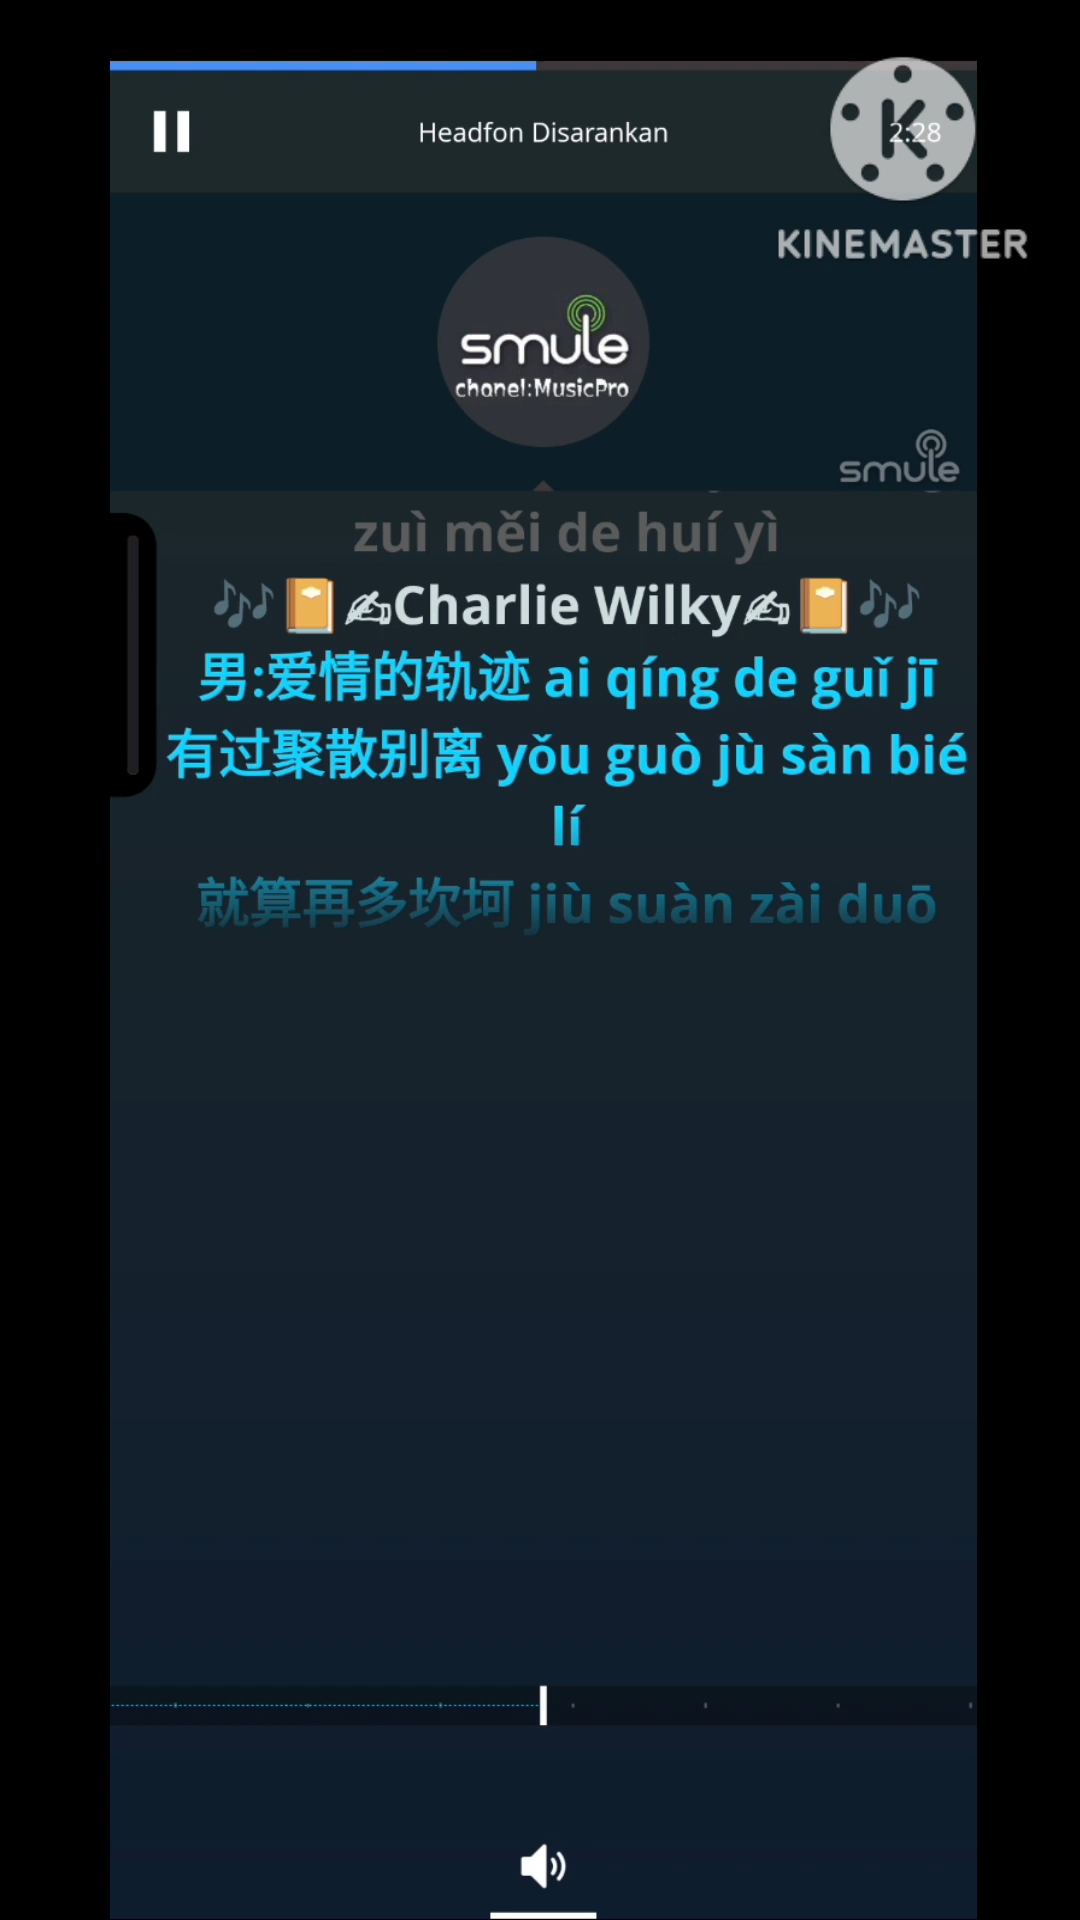 Headfon Disarankan
2:28
KINEMASTER
smule
chanel:MusicPro
smule
zuì měi de huí yì
🎶📔✍Charlie Wilky✍📔🎶
男:爱情的轨迹 ai qíng de guǐ jī
有过聚散别离 yǒu guò jù sàn bié
lí
就算再多坎坷 jiù suàn zài duō